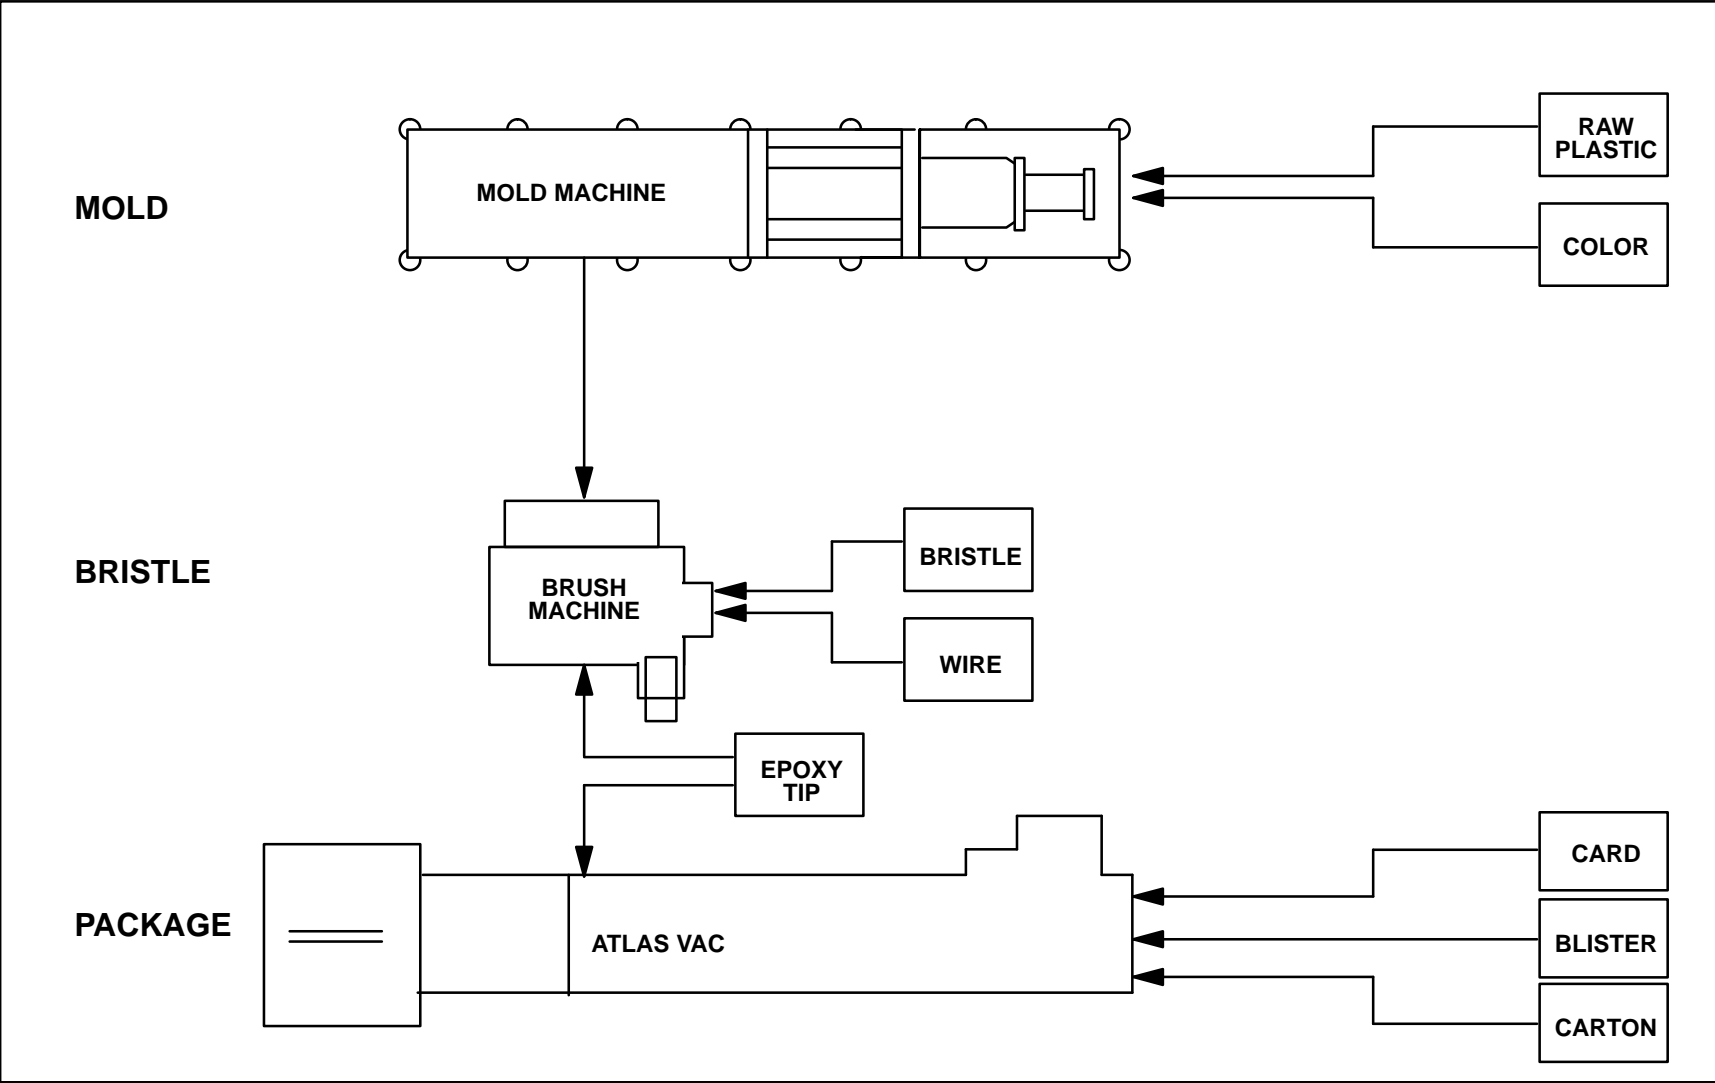 MOLD
MOLD MACHINE
RAW
PLASTIC
COLOR
BRISTLE
BRUSH
MACHINE
BRISTLE
WIRE
EPOXY
TIP
PACKAGE
ATLAS VAC
CARD
BLISTER
CARTON